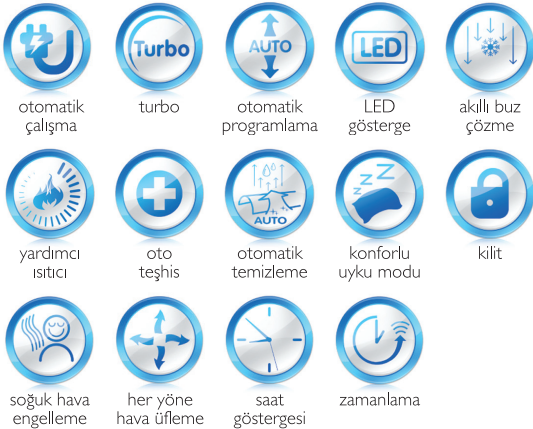 Turbo
AUTO
LED
otomatik
çalışma
turbo
otomatik
programlama
LED
gösterge
akıllı buz
çözme
AUTO
Z Z Z
yardımcı
ısıtıcı
oto
teşhis
otomatik
temizleme
konforlu
uyku modu
kilit
soğuk hava
engelleme
her yöne
hava üfleme
saat
göstergesi
zamanlama